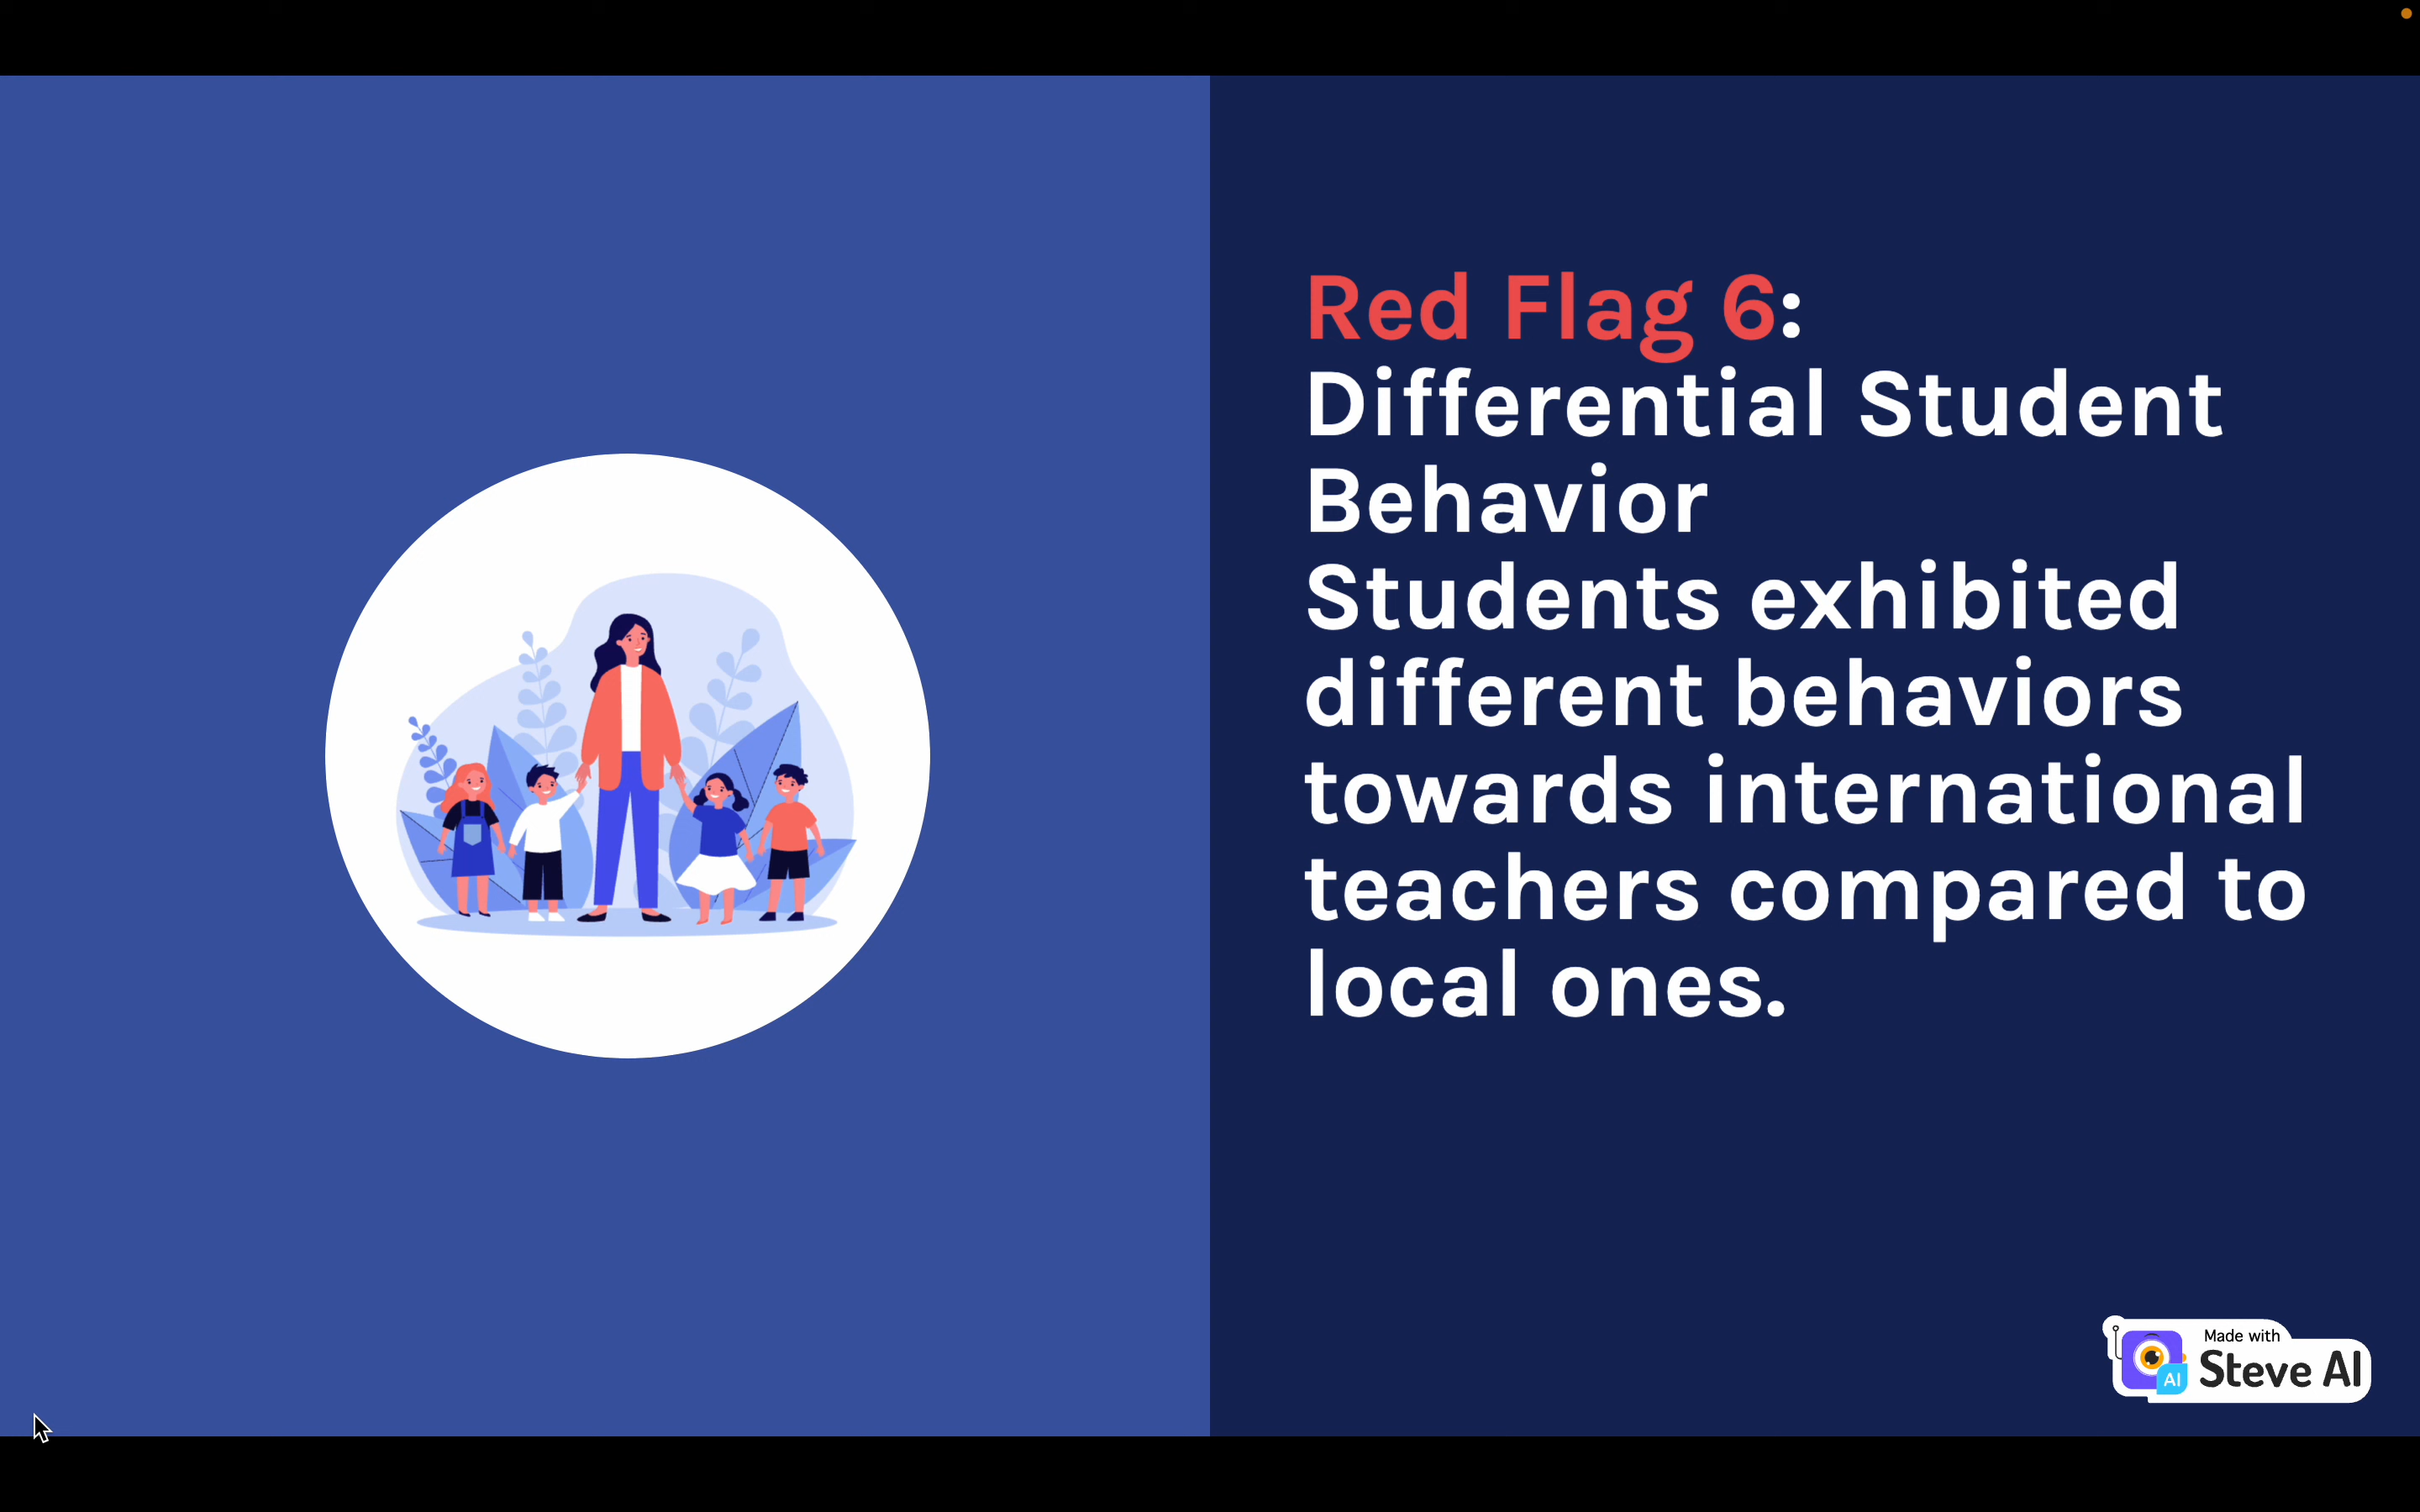 Red Flag 6:
Differential Student
Behavior
Students exhibited
different behaviors
towards international
teachers compared to
local ones.
Made with
Steve AI
AI